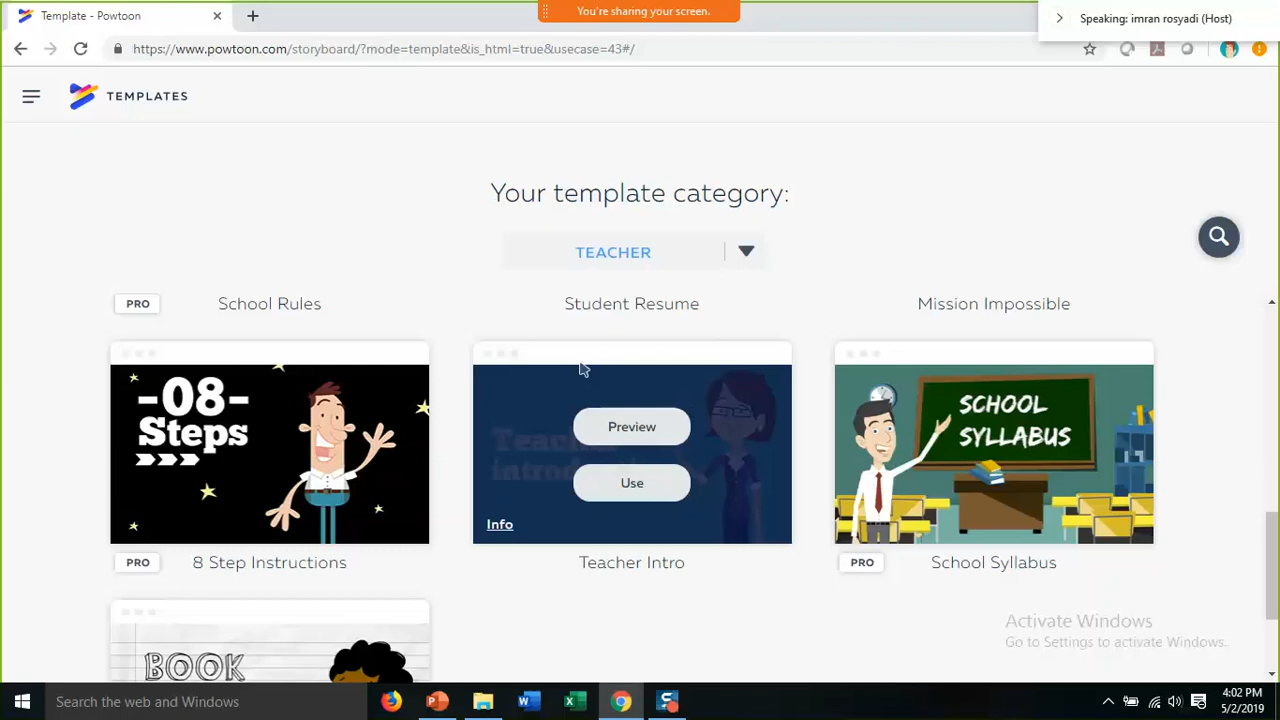 Template - Powtoon
You're sharing your screen.
Speaking: imran rosyadi (Host)
https://www.powtoon.com/storyboard/?mode=template&is_html=true&usecase=43#/
TEMPLATES
Your template category:
TEACHER
PRO
School Rules
Student Resume
Mission Impossible
-08-
Steps
Teacher
introduction
Preview
Use
Info
SCHOOL
SYLLABUS
PRO
8 Step Instructions
Teacher Intro
PRO
School Syllabus
BOOK
Activate Windows
Go to Settings to activate Windows.
Search the web and Windows
4:02 PM
5/2/2019